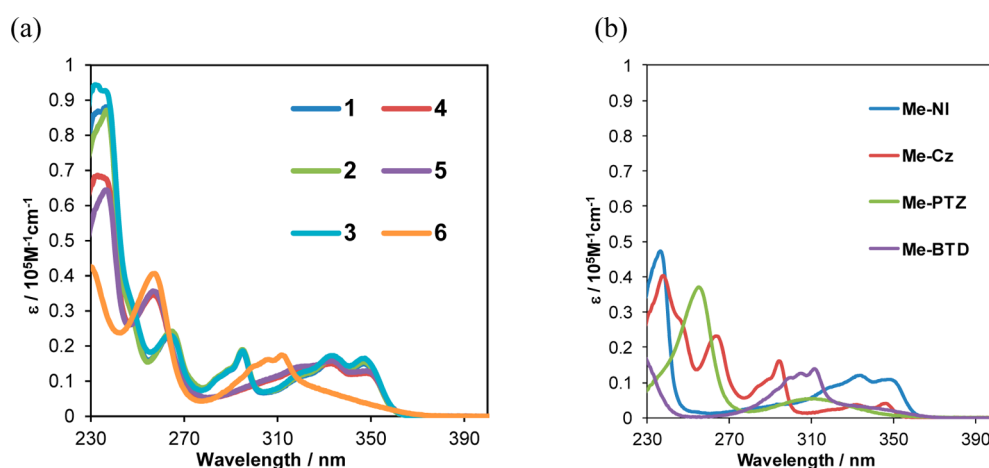 (a)
1
0.9
0.8
0.7
0.6
0.5
0.4
0.3
0.2
0.1
0
ε / 10⁵M⁻¹cm⁻¹
1 4
2 5
3 6
230 270 310 350 390
Wavelength / nm
(b)
1
0.9
0.8
0.7
0.6
0.5
0.4
0.3
0.2
0.1
0
ε / 10⁵M⁻¹cm⁻¹
Me-NI
Me-Cz
Me-PTZ
Me-BTD
230 270 310 350 390
Wavelength / nm